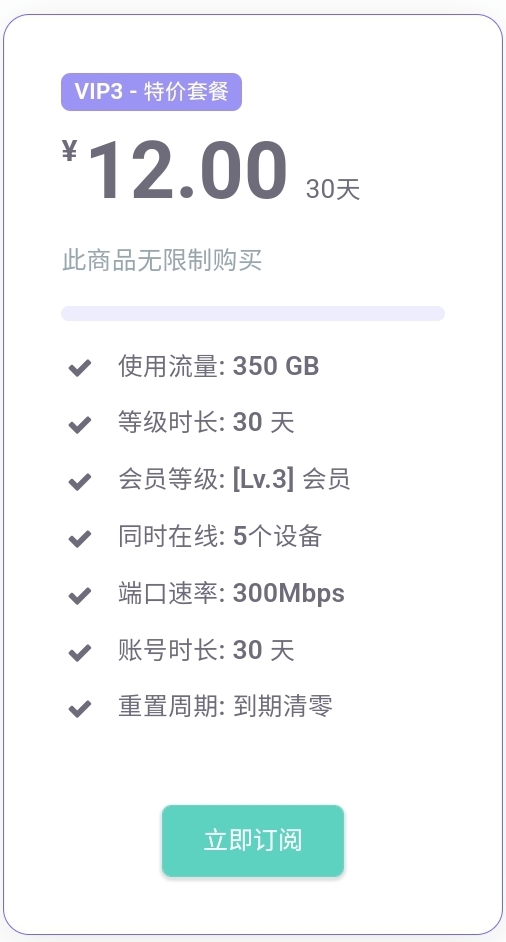 VIP3 - 特价套餐
¥ 12.00 30天
此商品无限制购买
使用流量: 350 GB
等级时长: 30 天
会员等级: [Lv.3] 会员
同时在线: 5个设备
端口速率: 300Mbps
账号时长: 30 天
重置周期: 到期清零
立即订阅